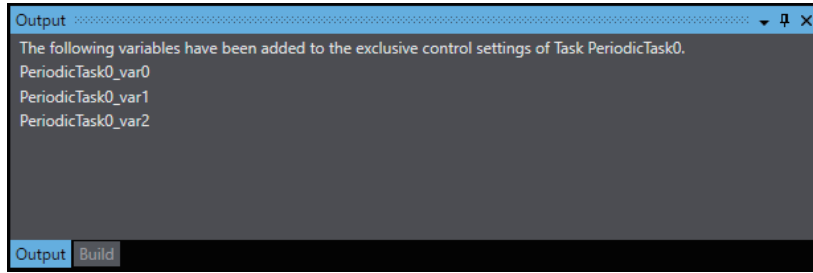 Output
The following variables have been added to the exclusive control settings of Task PeriodicTask0.
PeriodicTask0_var0
PeriodicTask0_var1
PeriodicTask0_var2
Output Build